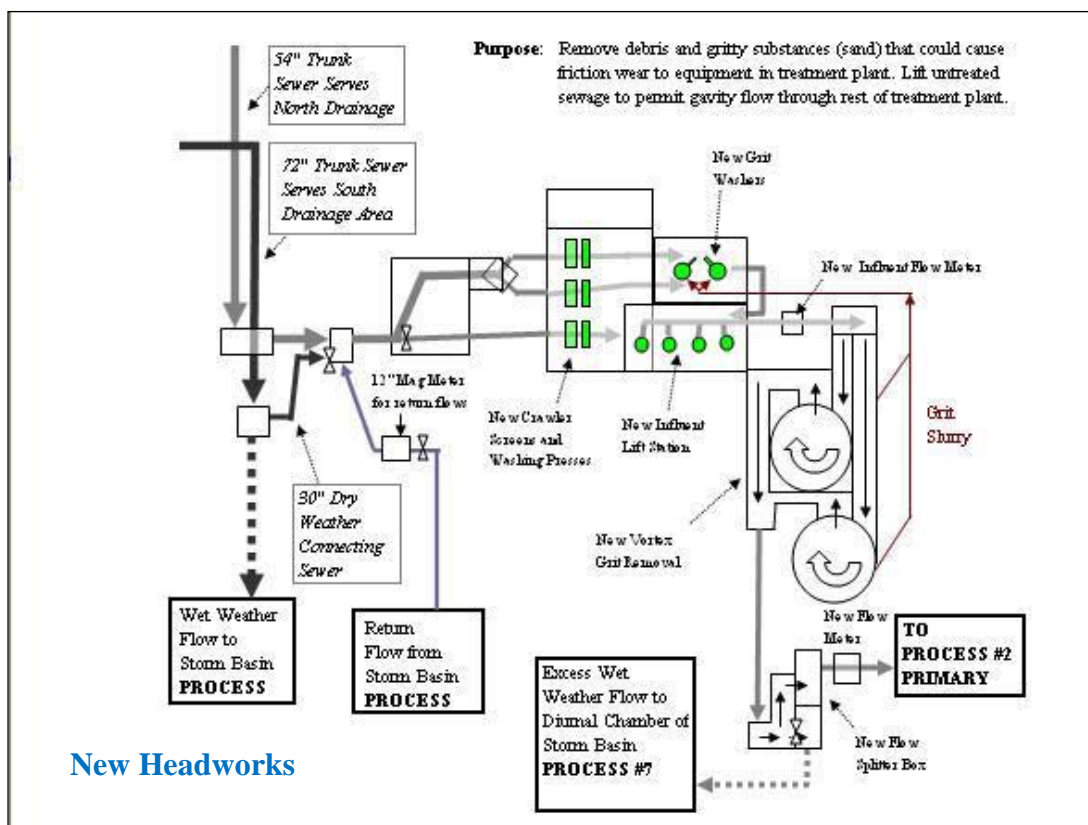 54" Trunk
Sewer Serves
North Drainage
Purpose: Remove debris and gritty substances (sand) that could cause
friction wear to equipment in treatment plant. Lift untreated
sewage to permit gavity flow through rest of treatment plant.
72" Trunk Sewer
Serves South
Drainage Area
New Grit
Washers
New Influent Flow Meter
12" Mag Meter
for return flows
New Crawler
Screens and
Washing Presses
New Influent
Lift Station
Grit
Slurry
30" Dry
Weather
Connecting
Sewer
New Vortex
Grit Removal
Wet Weather
Flow to
Storm Basin
PROCESS
Return
Flow from
Storm Basin
PROCESS
Excess Wet
Weather Flow to
Diurnal Chamber of
Storm Basin
PROCESS #7
New Flow
Meter
TO
PROCESS #2
PRIMARY
New Flow
Splitter Box
New Headworks